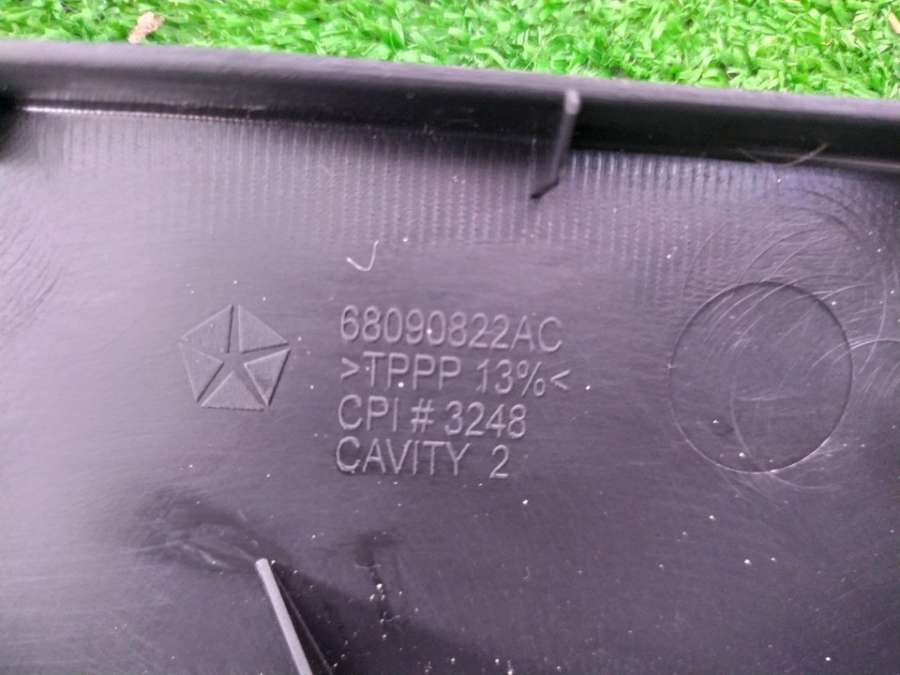 68090822AC
>TPPP 13%<
CPI # 3248
CAVITY 2